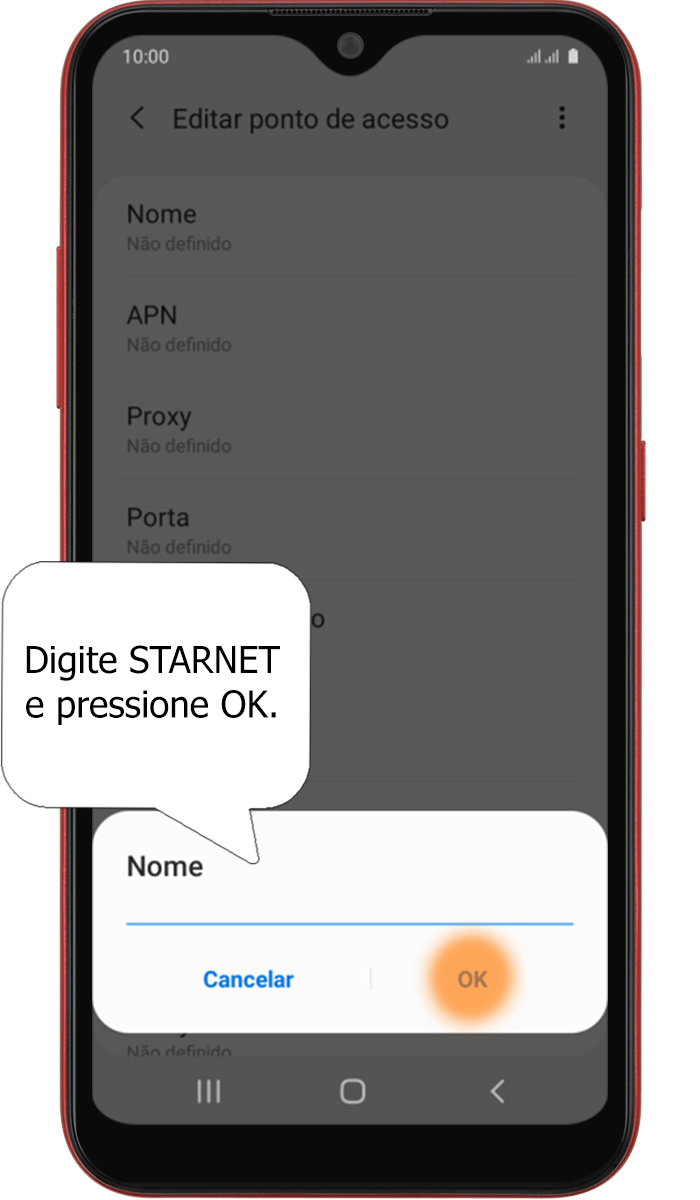 10:00
Editar ponto de acesso
Nome
Não definido
APN
Não definido
Proxy
Não definido
Porta
Não definido
Digite STARNET
e pressione OK.
Nome
Cancelar
OK
Não definido